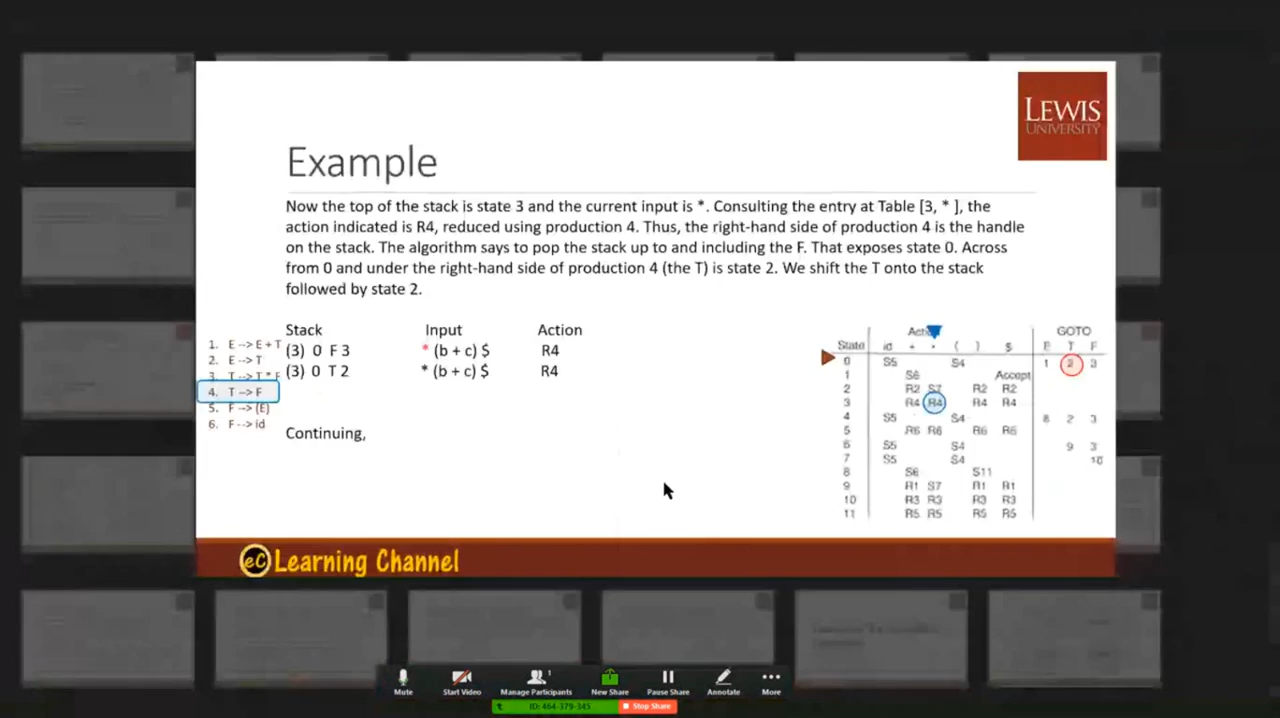 LEWIS
UNIVERSITY
Example
Now the top of the stack is state 3 and the current input is *. Consulting the entry at Table [3, * ], the
action indicated is R4, reduced using production 4. Thus, the right-hand side of production 4 is the handle
on the stack. The algorithm says to pop the stack up to and including the F. That exposes state 0. Across
from 0 and under the right-hand side of production 4 (the T) is state 2. We shift the T onto the stack
followed by state 2.
Stack Input Action
(3) 0 F 3 * (b + c) $ R4
(3) 0 T 2 * (b + c) $ R4
Continuing,
1. E -->E + T
2. E -->T
3. T -->T * F
4. T -->F
5. F --> (E)
6. F --> id
GOTO
State id + * ( ) $ E T F
0 S5 S4 1 2 3
1 S6 Accept
2 R2 S7 R2 R2
3 R4 R4 R4 R4
4 S5 S4 8 2 3
5 R6 R6 R6 R6
6 S5 S4 9 3
7 S5 S4 10
8 S6 S11
9 R1 S7 R1 R1
10 R3 R3 R3 R3
11 R5 R5 R5 R5
eC Learning Channel
Mute Start Video Manage Participants 1 New Share Pause Share Annotate More
ID: 464-379-345 Stop Share